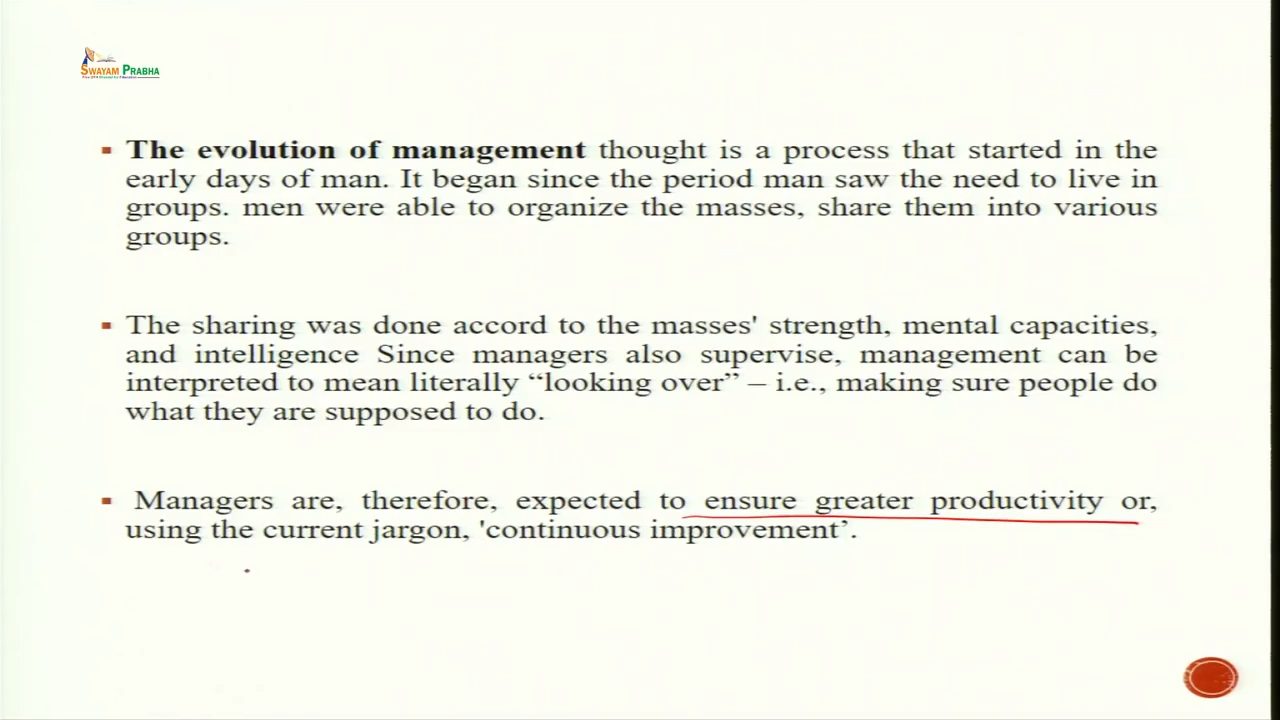 SWAYAM PRABHA
▪ The evolution of management thought is a process that started in the
early days of man. It began since the period man saw the need to live in
groups. men were able to organize the masses, share them into various
groups.
▪ The sharing was done accord to the masses' strength, mental capacities,
and intelligence Since managers also supervise, management can be
interpreted to mean literally “looking over” – i.e., making sure people do
what they are supposed to do.
▪ Managers are, therefore, expected to ensure greater productivity or,
using the current jargon, 'continuous improvement’.